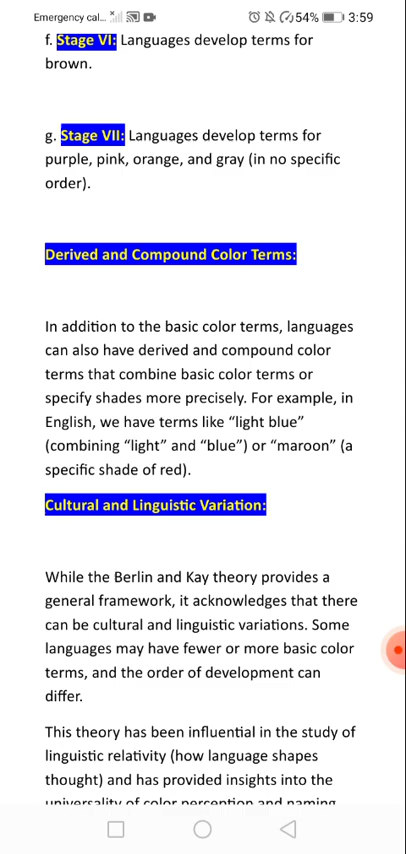 Emergency cal... 54% 3:59
f. Stage VI: Languages develop terms for
brown.
g. Stage VII: Languages develop terms for
purple, pink, orange, and gray (in no specific
order).
Derived and Compound Color Terms:
In addition to the basic color terms, languages
can also have derived and compound color
terms that combine basic color terms or
specify shades more precisely. For example, in
English, we have terms like “light blue”
(combining “light” and “blue”) or “maroon” (a
specific shade of red).
Cultural and Linguistic Variation:
While the Berlin and Kay theory provides a
general framework, it acknowledges that there
can be cultural and linguistic variations. Some
languages may have fewer or more basic color
terms, and the order of development can
differ.
This theory has been influential in the study of
linguistic relativity (how language shapes
thought) and has provided insights into the
universality of color perception and naming